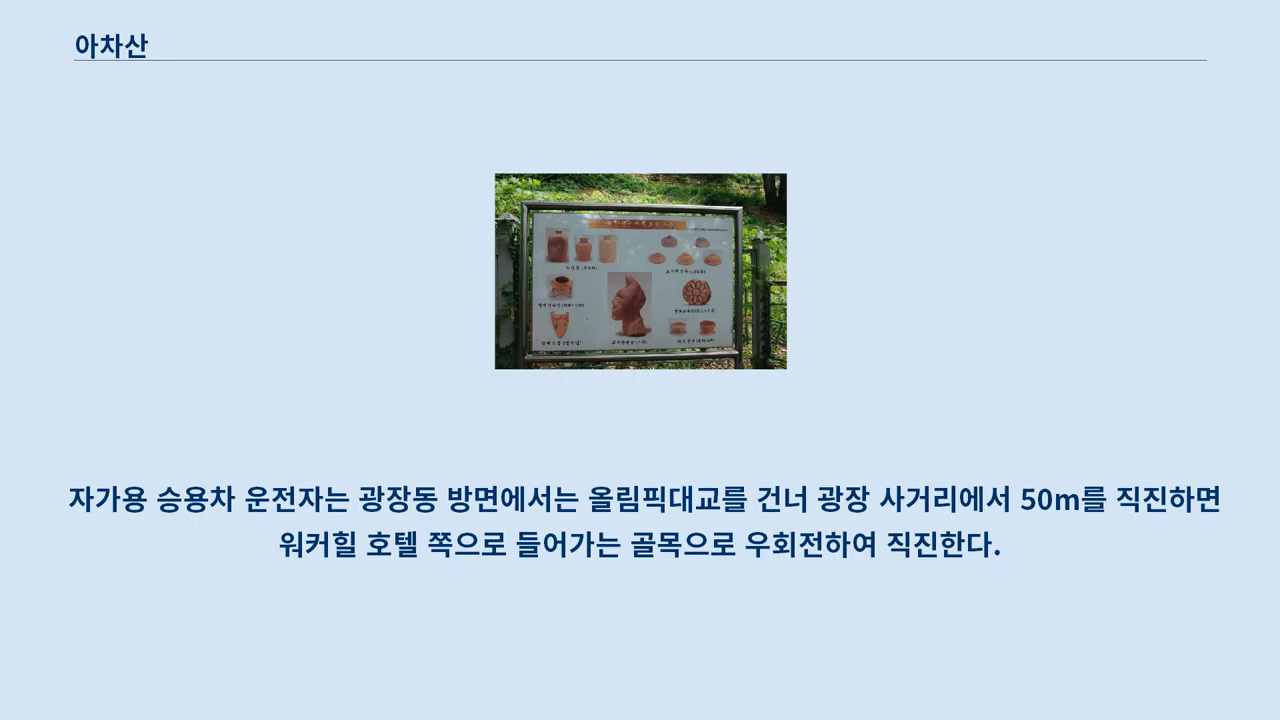 아차산
자가용 승용차 운전자는 광장동 방면에서는 올림픽대교를 건너 광장 사거리에서 50m를 직진하면
워커힐 호텔 쪽으로 들어가는 골목으로 우회전하여 직진한다.